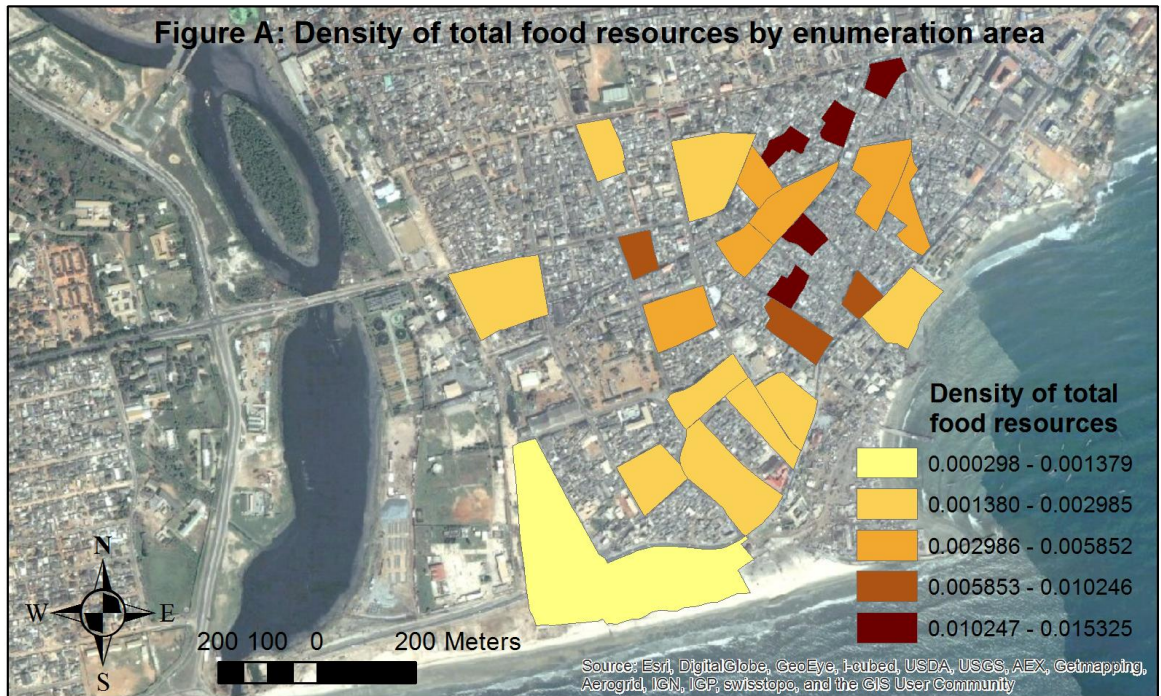 Figure A: Density of total food resources by enumeration area
Density of total
food resources
0.000298 - 0.001379
0.001380 - 0.002985
0.002986 - 0.005852
0.005853 - 0.010246
0.010247 - 0.015325
N
W E
S
200 100 0 200 Meters
Source: Esri, DigitalGlobe, GeoEye, i-cubed, USDA, USGS, AEX, Getmapping,
Aerogrid, IGN, IGP, swisstopo, and the GIS User Community